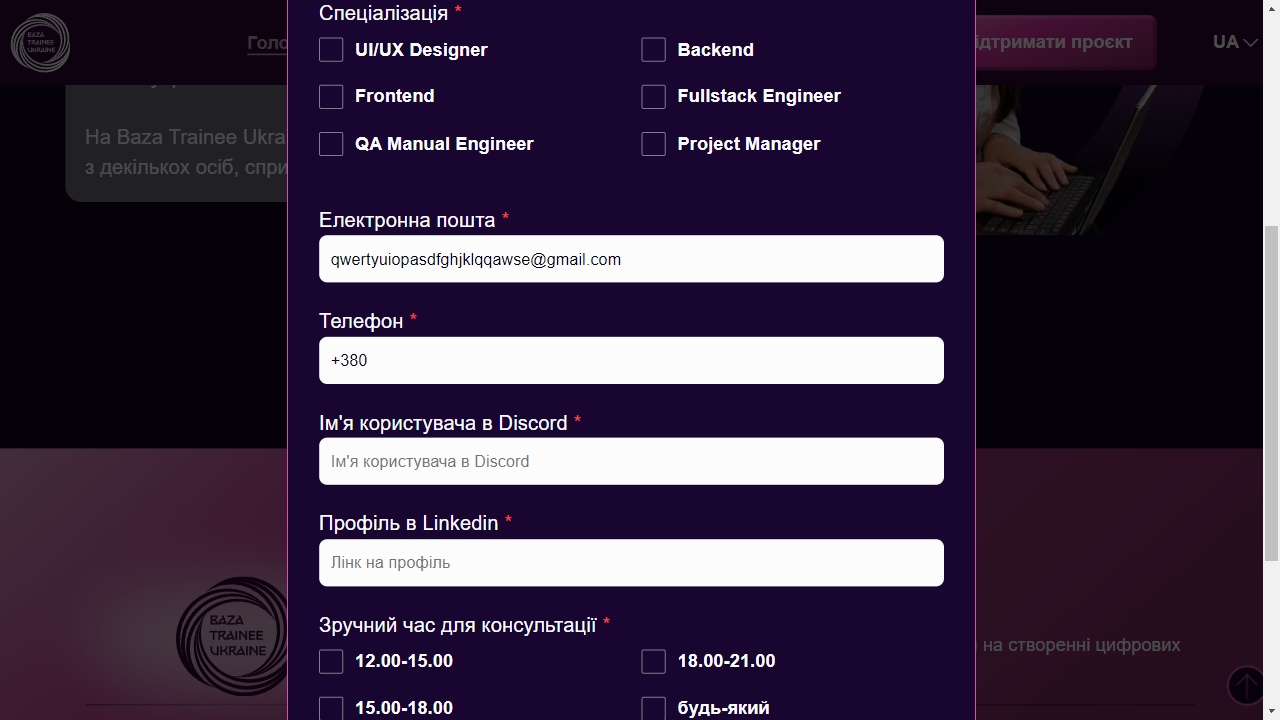 Спеціалізація *
UI/UX Designer
Backend
Frontend
Fullstack Engineer
QA Manual Engineer
Project Manager
Електронна пошта *
qwertyuiopasdfghjklqqawse@gmail.com
Телефон *
+380
Ім'я користувача в Discord *
Ім'я користувача в Discord
Профіль в Linkedin *
Лінк на профіль
Зручний час для консультації *
12.00-15.00
18.00-21.00
15.00-18.00
будь-який
BAZA
TRAINEE
UKRAINE
Голо
ідтримати проєкт
UA
На Baza Trainee Ukra
з декількох осіб, спри
BAZA
TRAINEE
UKRAINE
на створенні цифрових